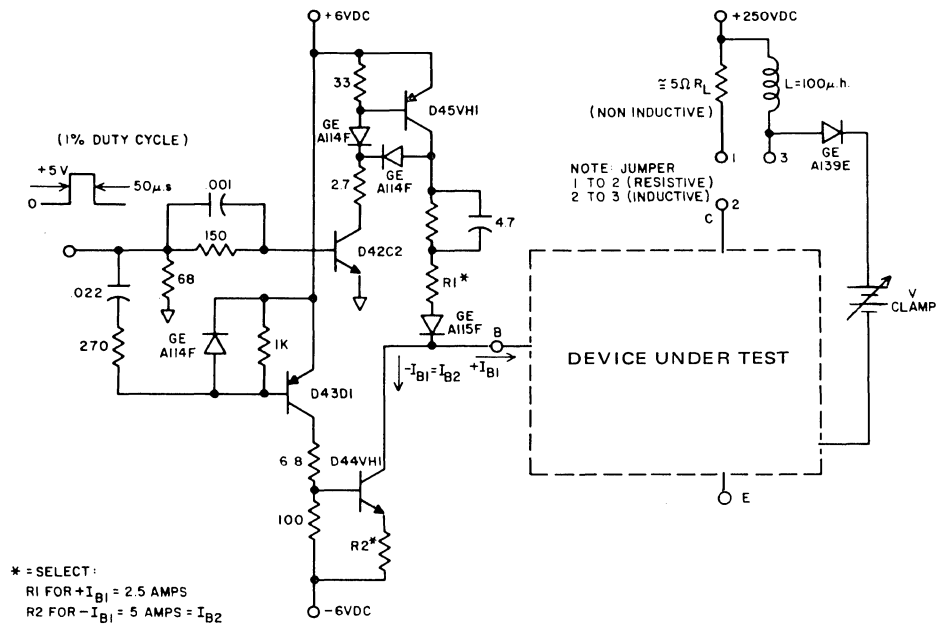 +6VDC
+250VDC
33
D45VH1
≅ 5Ω RL
L=100μ.h.
(NON INDUCTIVE)
(1% DUTY CYCLE)
GE
A114F
GE
A114F
GE
A139E
+5V
50μ.s
0
.001
2.7
1
3
NOTE: JUMPER
1 TO 2 (RESISTIVE)
2 TO 3 (INDUCTIVE)
4.7
2
C
150
D42C2
R1*
68
.022
GE
A115F
V
CLAMP
270
GE
A114F
1K
B
-IB1=IB2
+IB1
DEVICE UNDER TEST
D43D1
68
D44VH1
E
100
R2*
* = SELECT:
R1 FOR +IB1 = 2.5 AMPS
R2 FOR -IB1 = 5 AMPS = IB2
-6VDC